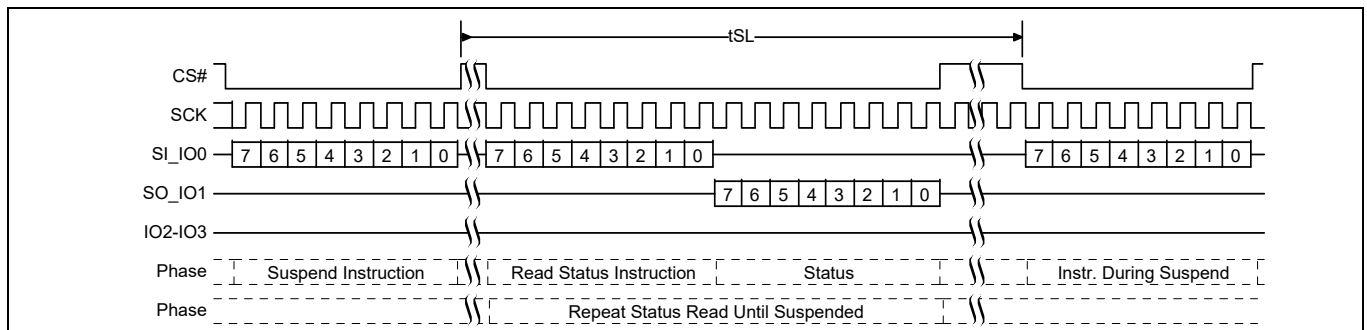 tSL
CS#
SCK
SI_IO0 7 6 5 4 3 2 1 0 7 6 5 4 3 2 1 0 7 6 5 4 3 2 1 0
SO_IO1 7 6 5 4 3 2 1 0
IO2-IO3
Phase Suspend Instruction Read Status Instruction Status Instr. During Suspend
Phase Repeat Status Read Until Suspended